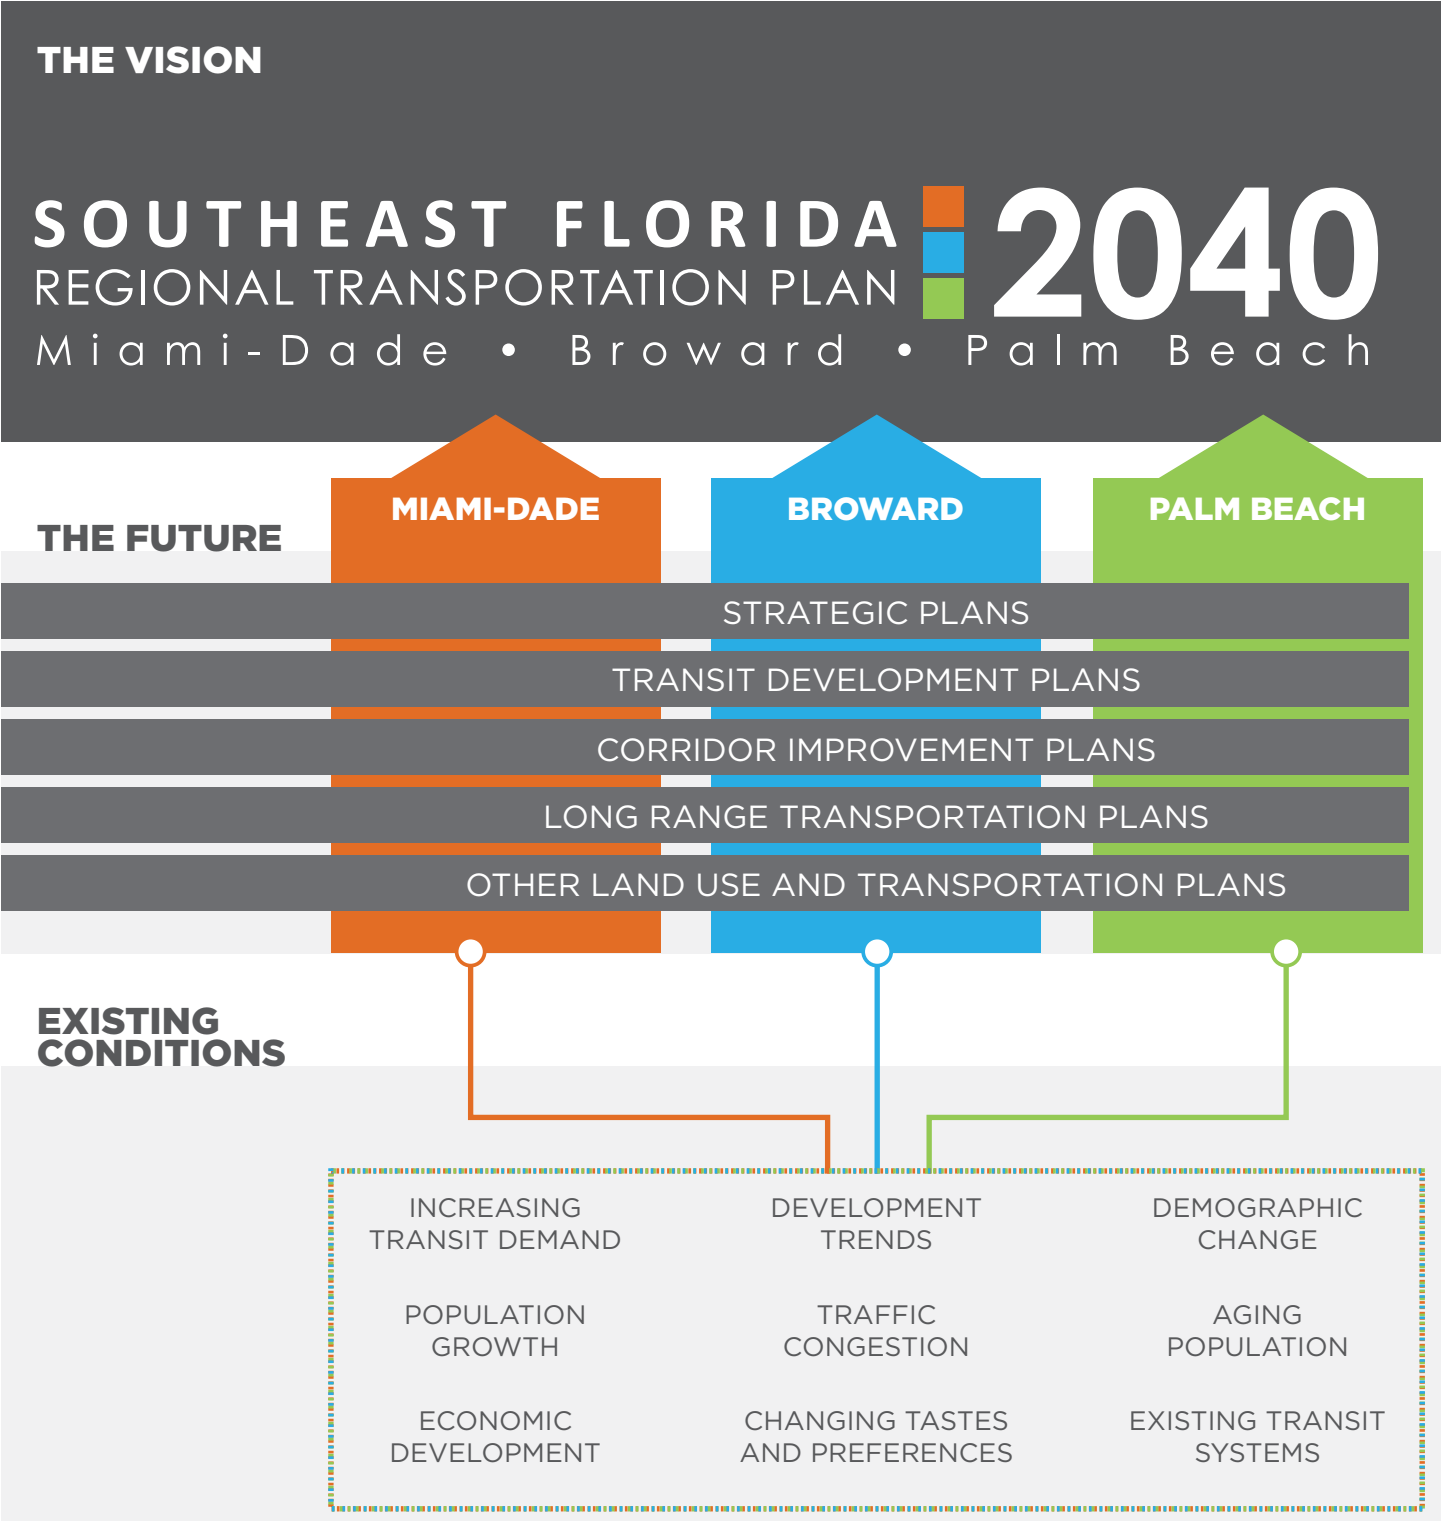 THE VISION
SOUTHEAST FLORIDA
REGIONAL TRANSPORTATION PLAN
2040
Miami-Dade • Broward • Palm Beach
THE FUTURE
MIAMI-DADE
BROWARD
PALM BEACH
STRATEGIC PLANS
TRANSIT DEVELOPMENT PLANS
CORRIDOR IMPROVEMENT PLANS
LONG RANGE TRANSPORTATION PLANS
OTHER LAND USE AND TRANSPORTATION PLANS
EXISTING
CONDITIONS
INCREASING
TRANSIT DEMAND
DEVELOPMENT
TRENDS
DEMOGRAPHIC
CHANGE
POPULATION
GROWTH
TRAFFIC
CONGESTION
AGING
POPULATION
ECONOMIC
DEVELOPMENT
CHANGING TASTES
AND PREFERENCES
EXISTING TRANSIT
SYSTEMS